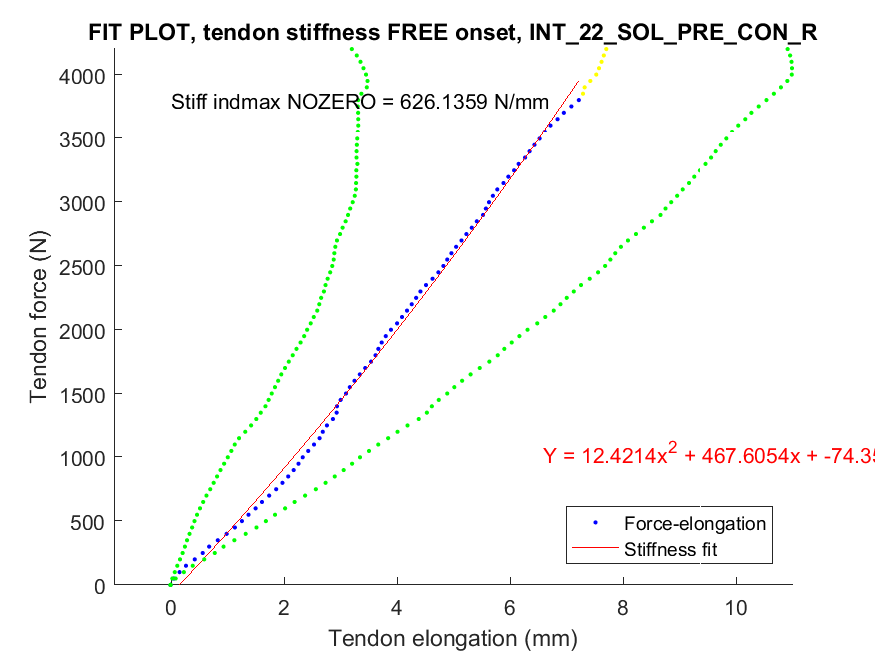 FIT PLOT, tendon stiffness FREE onset, INT_22_SOL_PRE_CON_R
Stiff indmax NOZERO = 626.1359 N/mm
Tendon force (N)
4000
3500
3000
2500
2000
1500
1000
500
0
Y = 12.4214x² + 467.6054x + -74.35
Force-elongation
Stiffness fit
0 2 4 6 8 10
Tendon elongation (mm)